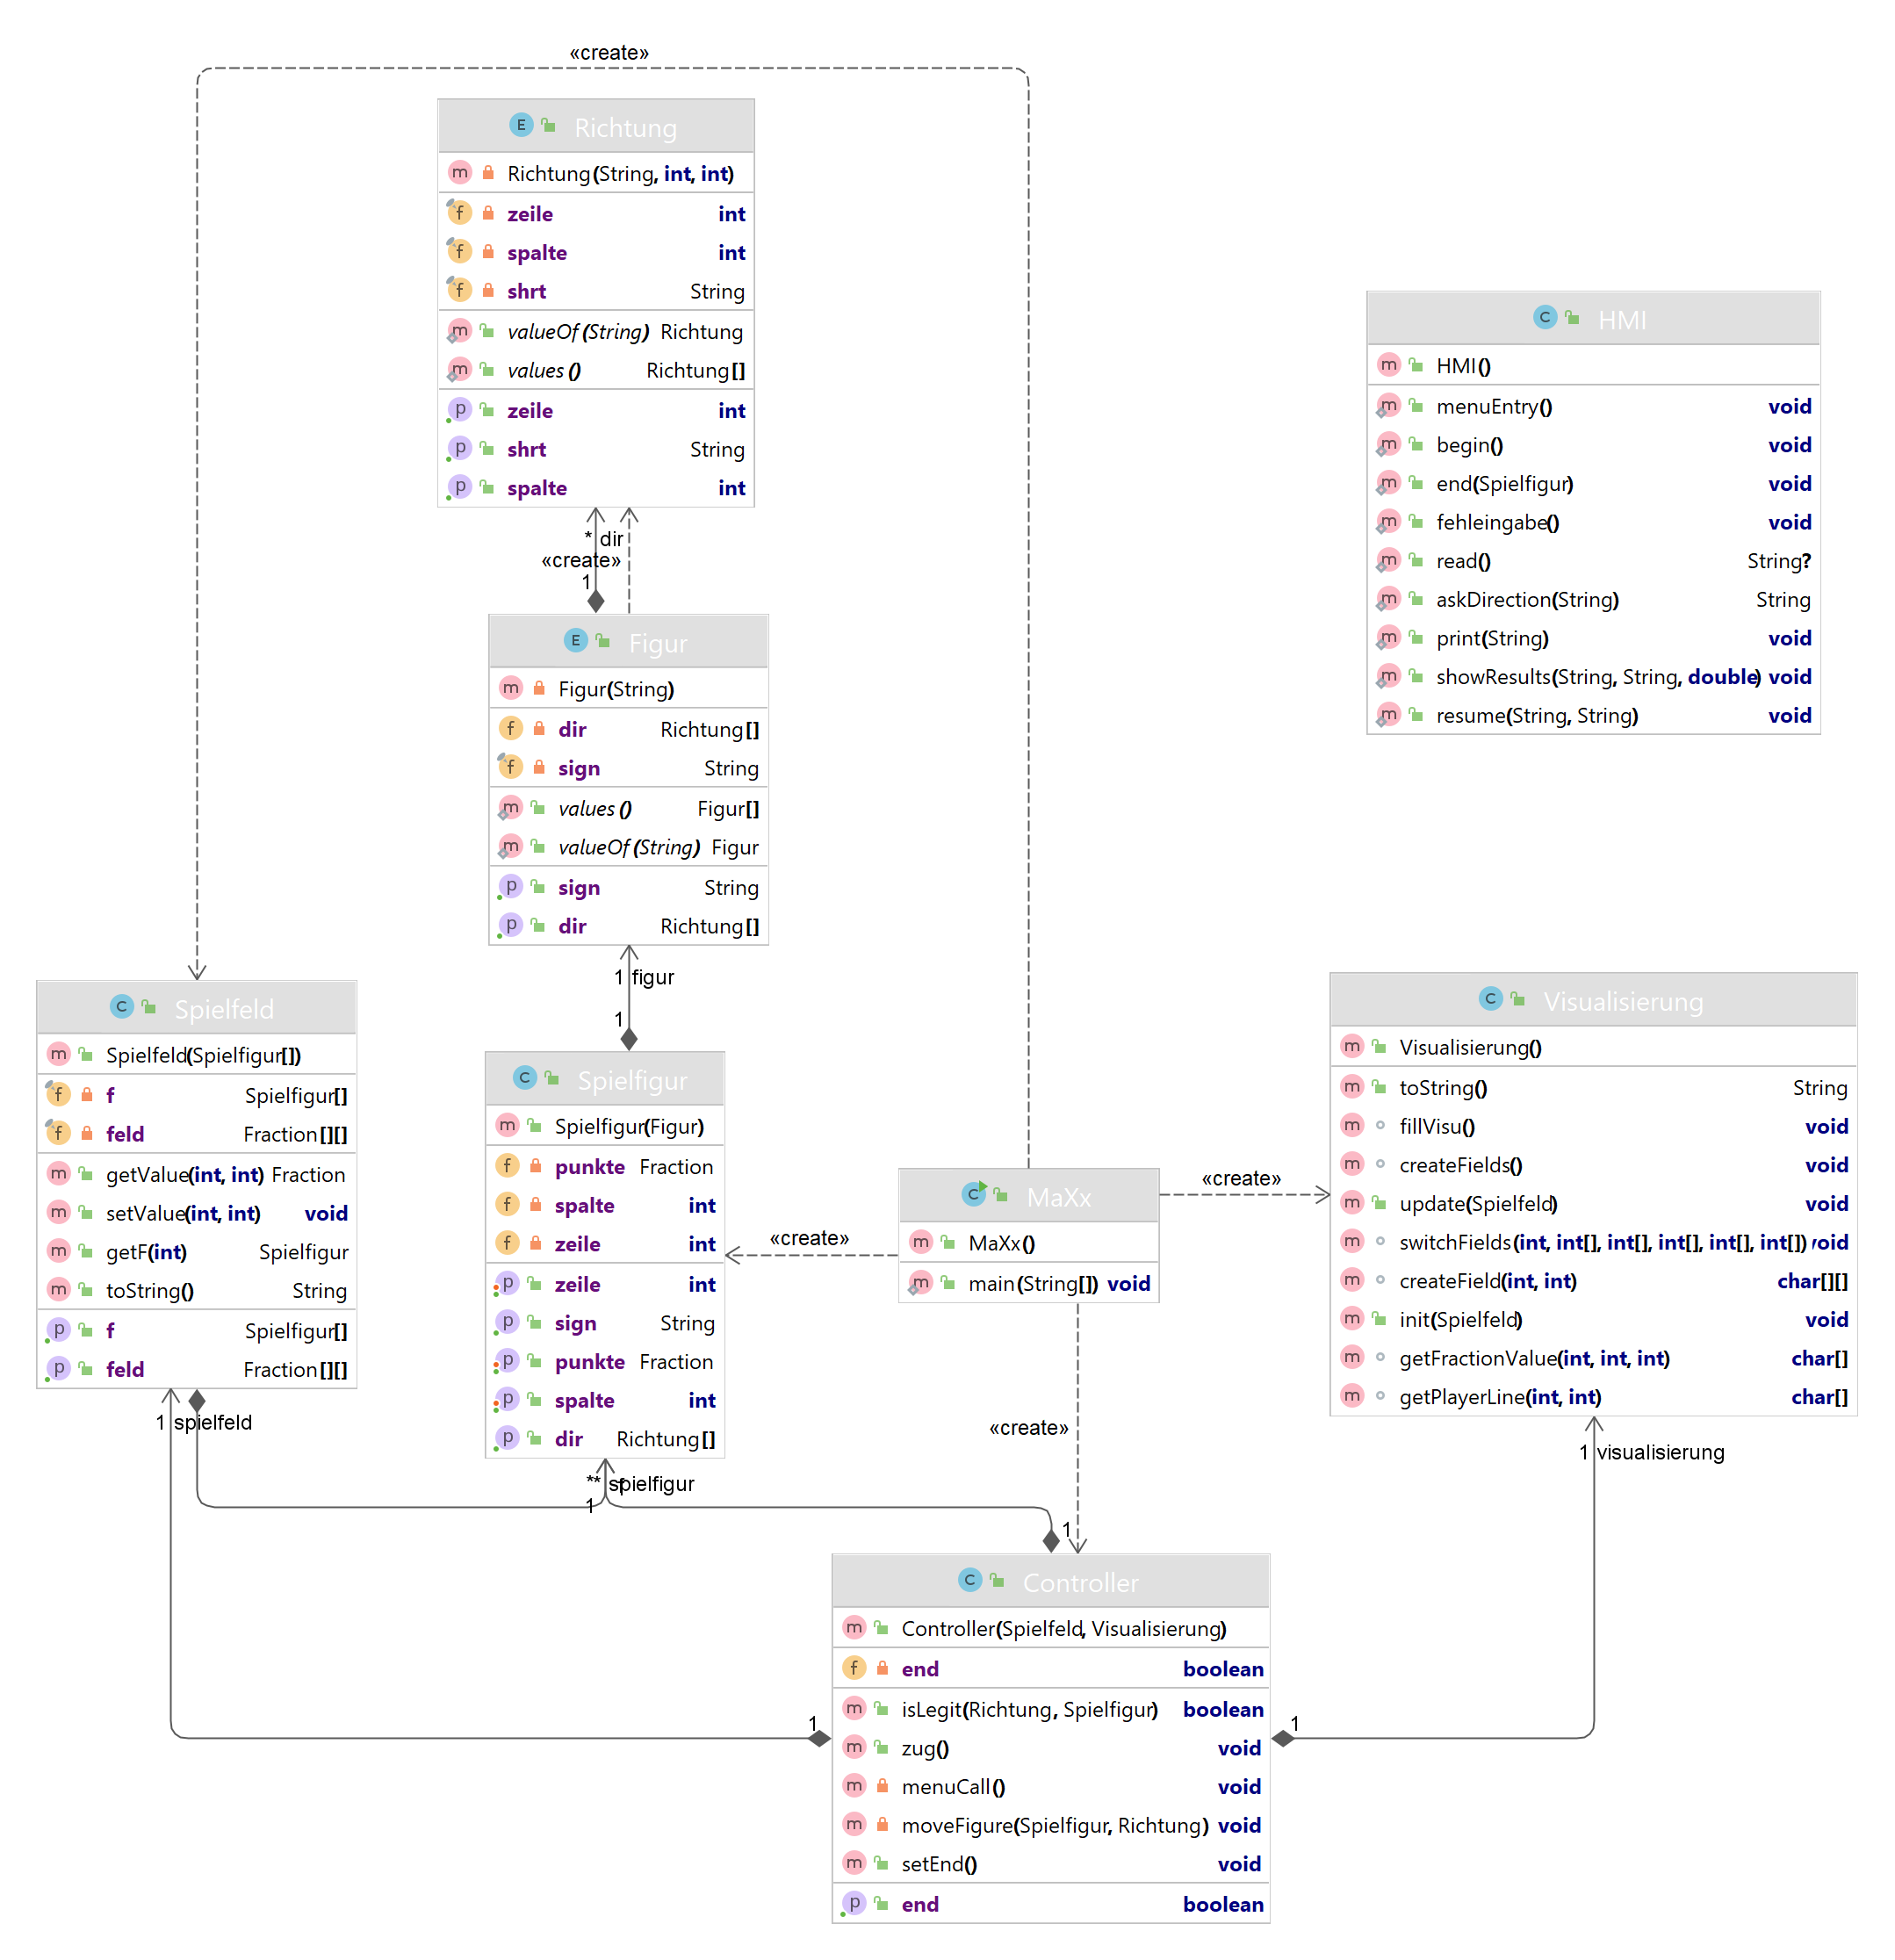 «create»
Richtung
Richtung(String, int, int)
zeile int
spalte int
shrt String
valueOf(String) Richtung
values() Richtung[]
zeile int
shrt String
spalte int
* dir
«create»
1
Figur
Figur(String)
dir Richtung[]
sign String
values() Figur[]
valueOf(String) Figur
sign String
dir Richtung[]
1 figur
1
HMI
HMI()
menuEntry() void
begin() void
end(Spielfigur) void
fehleingabe() void
read() String?
askDirection(String) String
print(String) void
showResults(String, String, double) void
resume(String, String) void
Spielfeld
Spielfeld(Spielfigur[])
f Spielfigur[]
feld Fraction[][]
getValue(int, int) Fraction
setValue(int, int) void
getF(int) Spielfigur
toString() String
f Spielfigur[]
feld Fraction[][]
1 spielfeld
Spielfigur
Spielfigur(Figur)
punkte Fraction
spalte int
zeile int
zeile int
sign String
punkte Fraction
spalte int
dir Richtung[]
** spielfigur
f
1
«create»
MaXx
MaXx()
main(String[]) void
«create»
«create»
Visualisierung
Visualisierung()
toString() String
fillVisu() void
createFields() void
update(Spielfeld) void
switchFields(int, int[], int[], int[], int[], int[]) void
createField(int, int) char[][]
init(Spielfeld) void
getFractionValue(int, int, int) char[]
getPlayerLine(int, int) char[]
1 visualisierung
1
Controller
Controller(Spielfeld, Visualisierung)
end boolean
isLegit(Richtung, Spielfigur) boolean
zug() void
menuCall() void
moveFigure(Spielfigur, Richtung) void
setEnd() void
end boolean
1
1